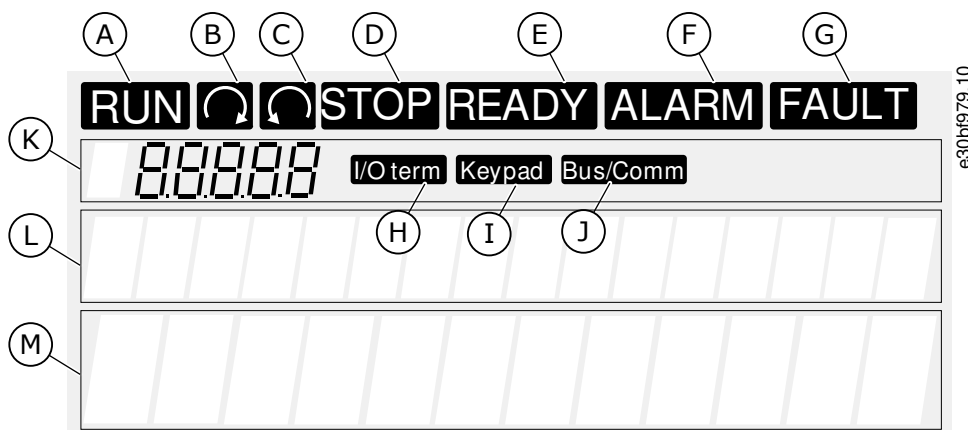 A B C D E F G
RUN STOP READY ALARM FAULT
e30bf979.10
K
8.8.8.8.8 I/O term Keypad Bus/Comm
H I J
L
M